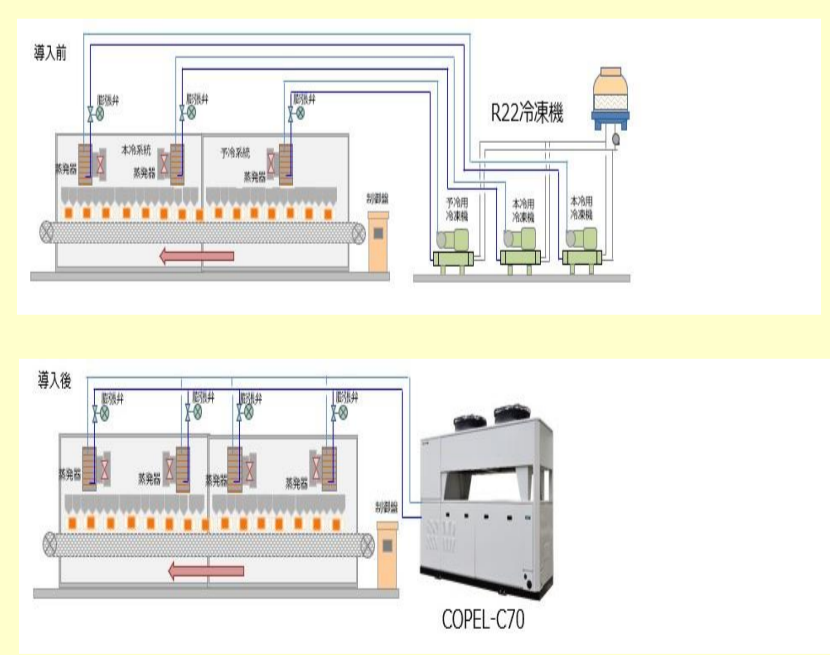 導入前
R22冷凍機
膨張弁
膨張弁
膨張弁
本冷系統
予冷系統
蒸発器
蒸発器
蒸発器
制御盤
予冷用
冷凍機
本冷用
冷凍機
本冷用
冷凍機
導入後
膨張弁
膨張弁
膨張弁
膨張弁
蒸発器
蒸発器
蒸発器
蒸発器
制御盤
COPEL-C70